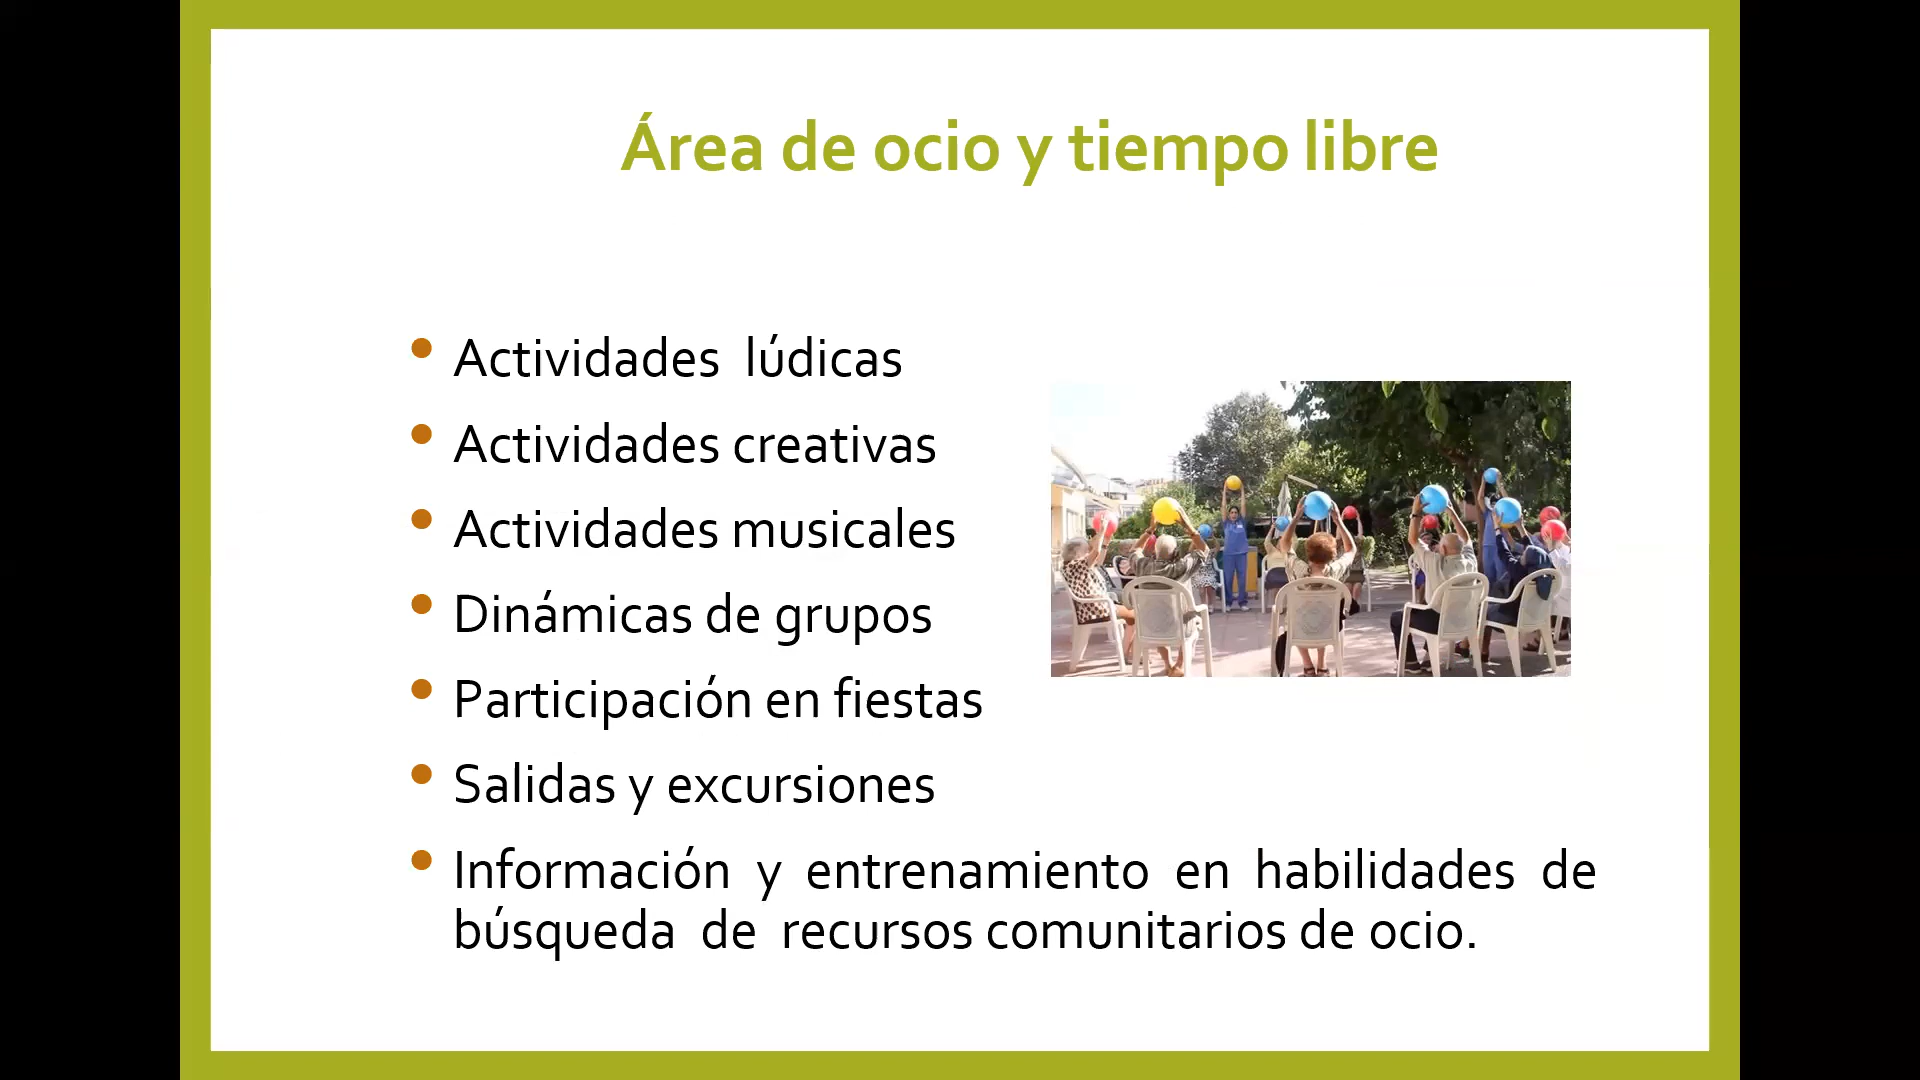 Área de ocio y tiempo libre
• Actividades lúdicas
• Actividades creativas
• Actividades musicales
• Dinámicas de grupos
• Participación en fiestas
• Salidas y excursiones
• Información y entrenamiento en habilidades de
búsqueda de recursos comunitarios de ocio.